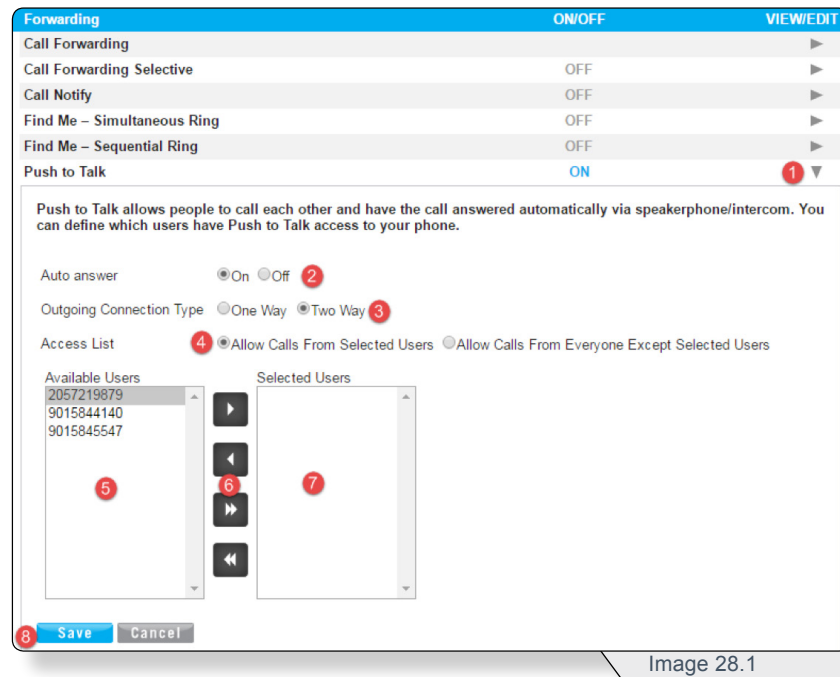 Forwarding ON/OFF VIEW/EDIT
Call Forwarding
Call Forwarding Selective OFF
Call Notify OFF
Find Me – Simultaneous Ring OFF
Find Me – Sequential Ring OFF
Push to Talk ON 1
Push to Talk allows people to call each other and have the call answered automatically via speakerphone/intercom. You
can define which users have Push to Talk access to your phone.
Auto answer On Off 2
Outgoing Connection Type One Way Two Way 3
Access List 4 Allow Calls From Selected Users Allow Calls From Everyone Except Selected Users
Available Users Selected Users
2057219879
9015844140
9015845547
5 6 7
8 Save Cancel
Image 28.1